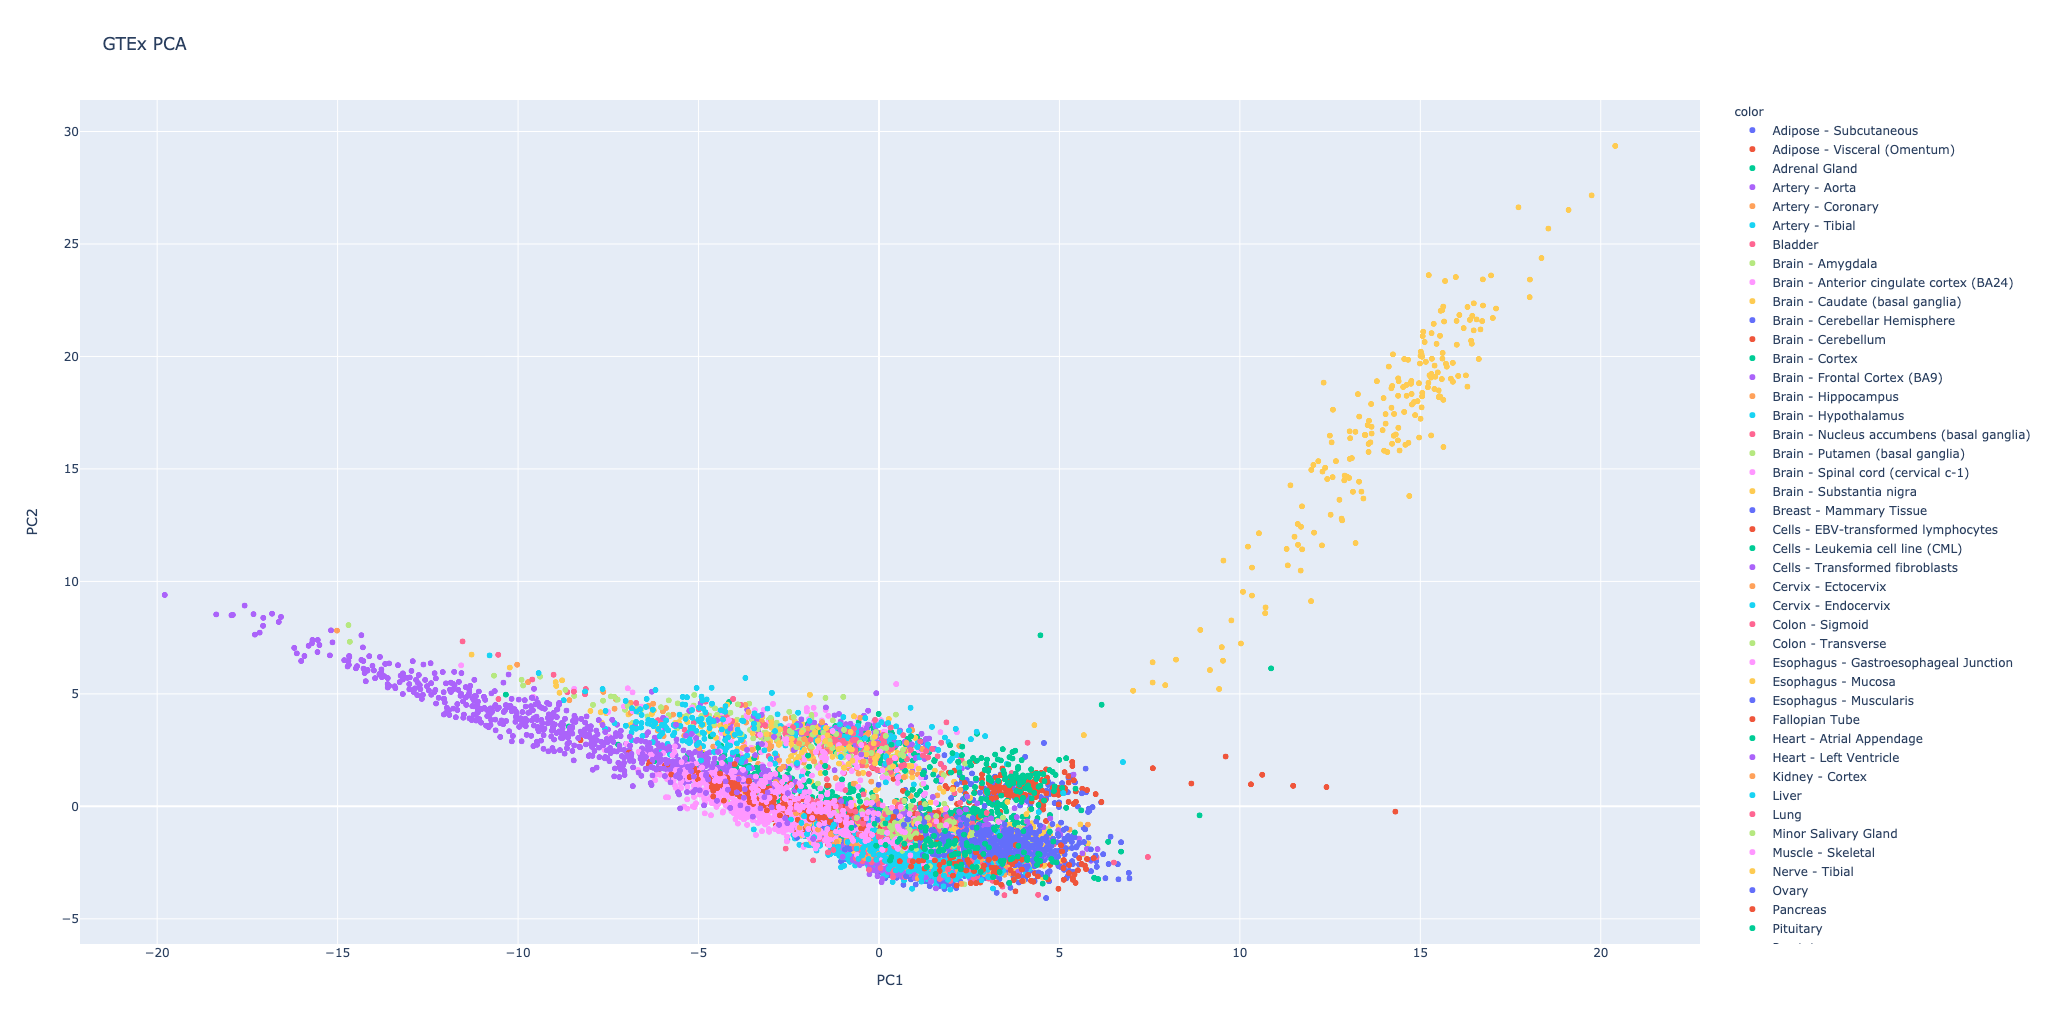 GTEx PCA
30
25
20
15
10
5
0
−5
PC2
−20
−15
−10
−5
0
5
10
15
20
PC1
color
Adipose - Subcutaneous
Adipose - Visceral (Omentum)
Adrenal Gland
Artery - Aorta
Artery - Coronary
Artery - Tibial
Bladder
Brain - Amygdala
Brain - Anterior cingulate cortex (BA24)
Brain - Caudate (basal ganglia)
Brain - Cerebellar Hemisphere
Brain - Cerebellum
Brain - Cortex
Brain - Frontal Cortex (BA9)
Brain - Hippocampus
Brain - Hypothalamus
Brain - Nucleus accumbens (basal ganglia)
Brain - Putamen (basal ganglia)
Brain - Spinal cord (cervical c-1)
Brain - Substantia nigra
Breast - Mammary Tissue
Cells - EBV-transformed lymphocytes
Cells - Leukemia cell line (CML)
Cells - Transformed fibroblasts
Cervix - Ectocervix
Cervix - Endocervix
Colon - Sigmoid
Colon - Transverse
Esophagus - Gastroesophageal Junction
Esophagus - Mucosa
Esophagus - Muscularis
Fallopian Tube
Heart - Atrial Appendage
Heart - Left Ventricle
Kidney - Cortex
Liver
Lung
Minor Salivary Gland
Muscle - Skeletal
Nerve - Tibial
Ovary
Pancreas
Pituitary